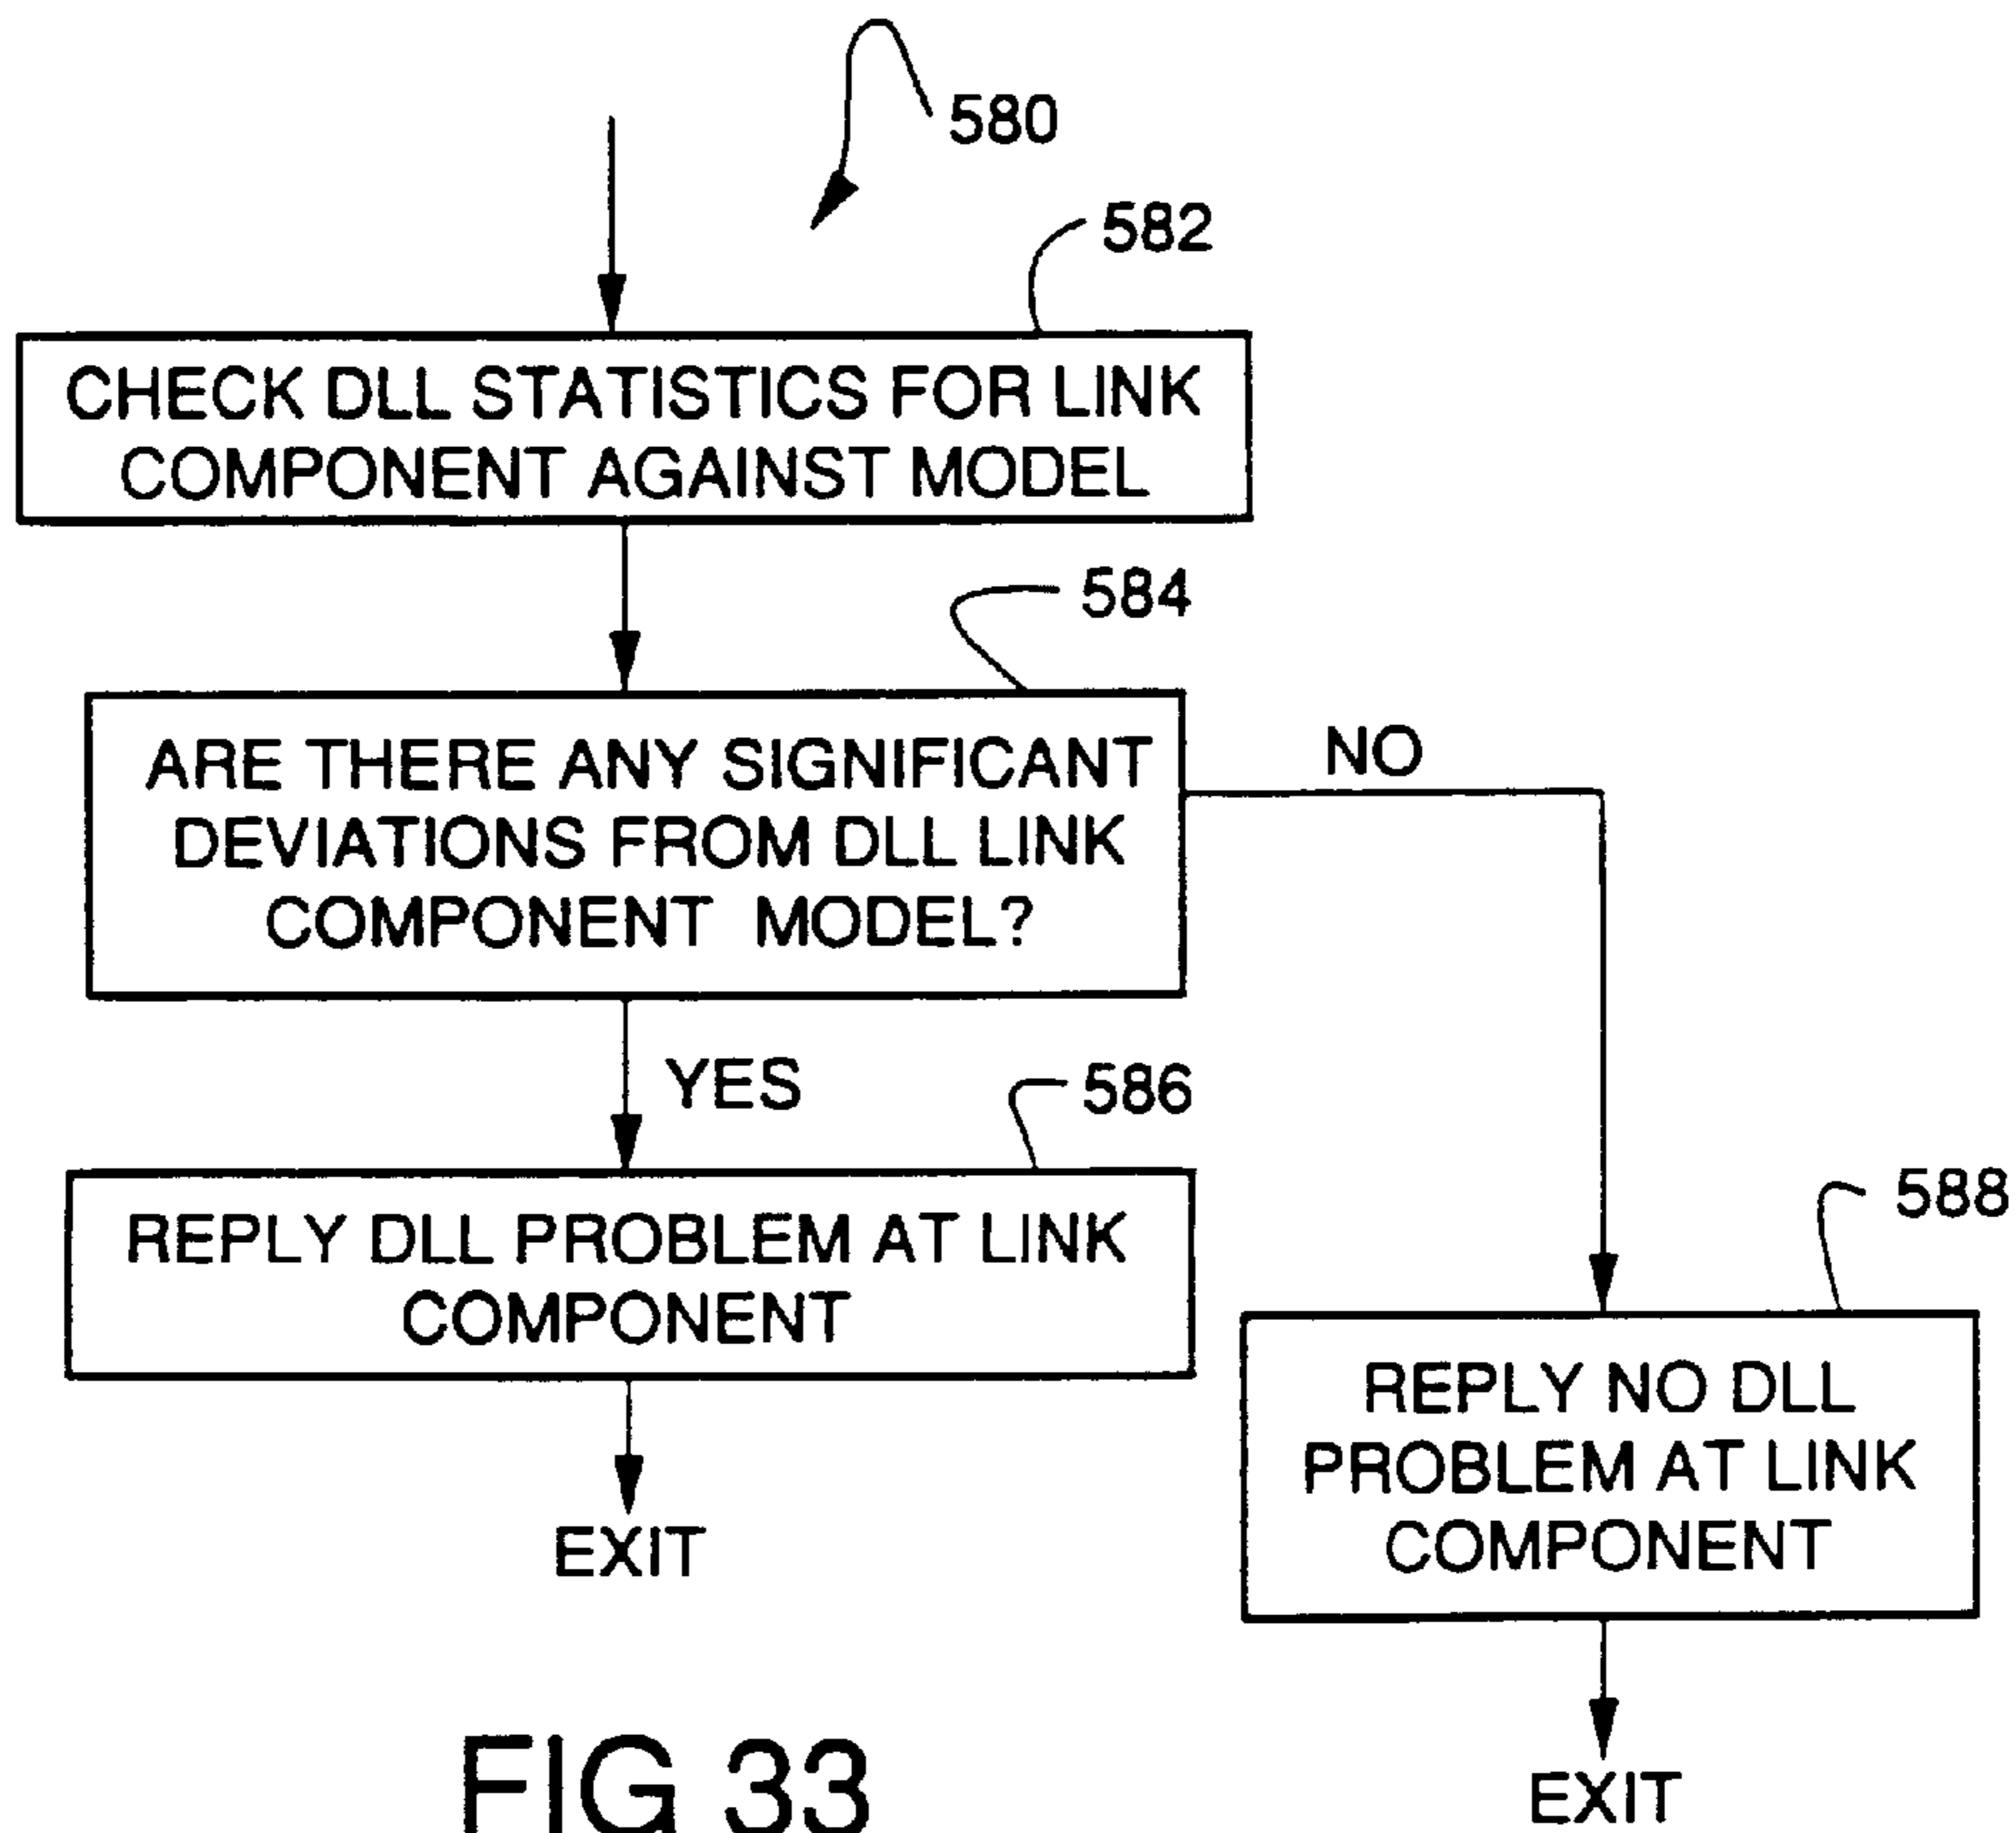 580
582
CHECK DLL STATISTICS FOR LINK
COMPONENT AGAINST MODEL
584
ARE THERE ANY SIGNIFICANT
DEVIATIONS FROM DLL LINK
COMPONENT MODEL?
NO
YES
586
REPLY DLL PROBLEM AT LINK
COMPONENT
EXIT
588
REPLY NO DLL
PROBLEM AT LINK
COMPONENT
EXIT
FIG 33